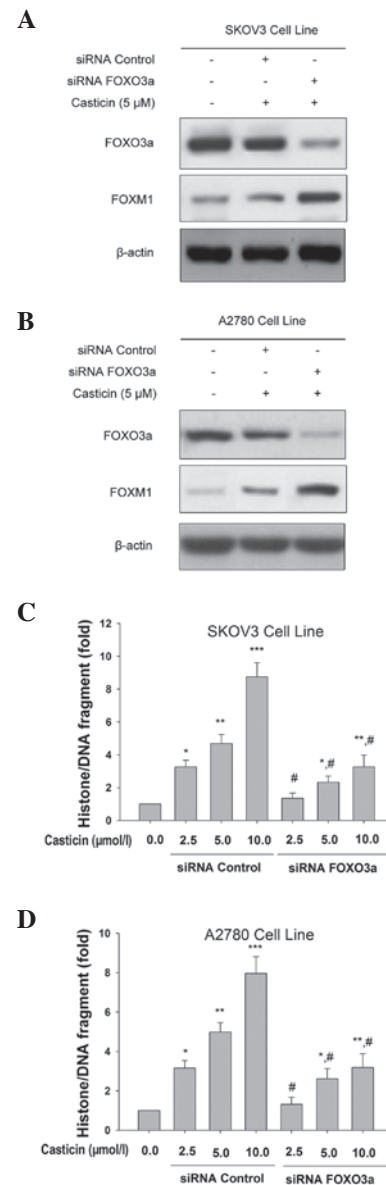 A
SKOV3 Cell Line
siRNA Control - + -
siRNA FOXO3a - - +
Casticin (5 μM) - + +
FOXO3a
FOXM1
β-actin
B
A2780 Cell Line
siRNA Control - + -
siRNA FOXO3a - - +
Casticin (5 μM) - + +
FOXO3a
FOXM1
β-actin
C
SKOV3 Cell Line
Histone/DNA fragment (fold)
12
10
8
6
4
2
0
* ** *** # *,# **,#
Casticin (μmol/l) 0.0 2.5 5.0 10.0 2.5 5.0 10.0
siRNA Control siRNA FOXO3a
D
A2780 Cell Line
Histone/DNA fragment (fold)
10
8
6
4
2
0
* ** *** # *,# **,#
Casticin (μmol/l) 0.0 2.5 5.0 10.0 2.5 5.0 10.0
siRNA Control siRNA FOXO3a